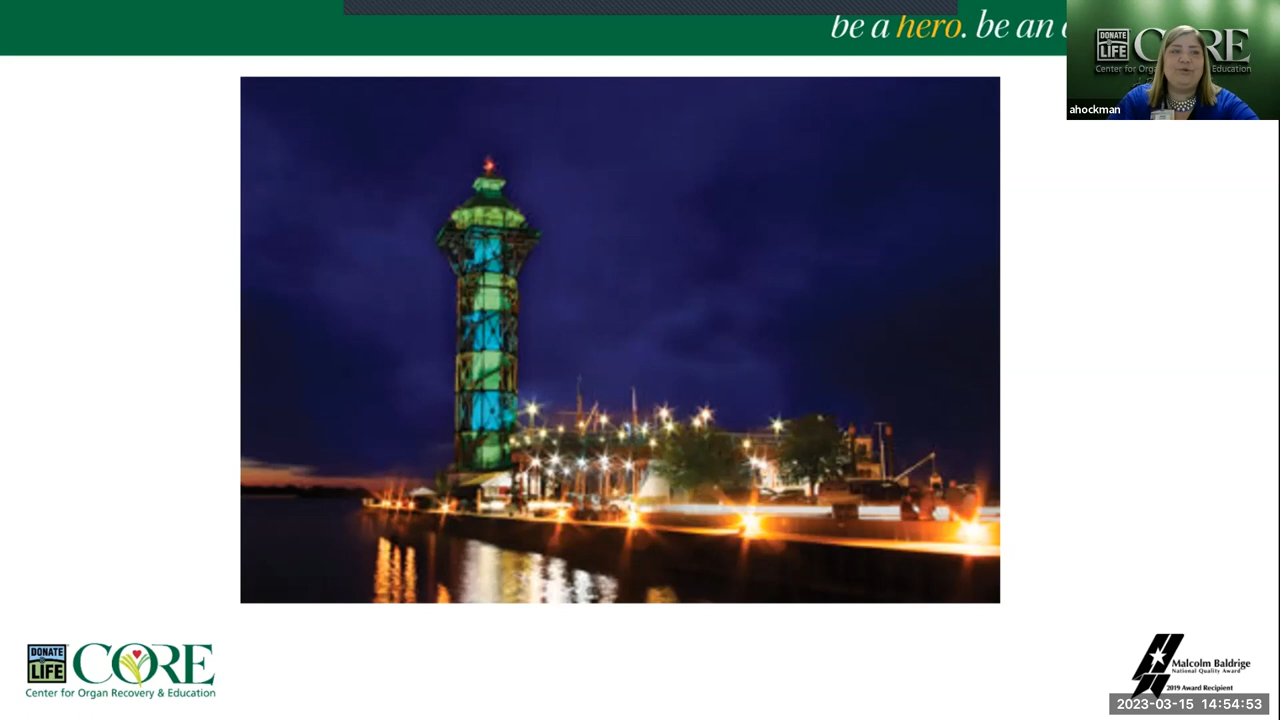 be a hero. be an
DONATE
LIFE
CORE
Center for Orga
Education
ahockman
DONATE
LIFE
CORE
Center for Organ Recovery & Education
Malcolm Baldrige
National Quality Award
2019 Award Recipient
2023-03-15 14:54:53